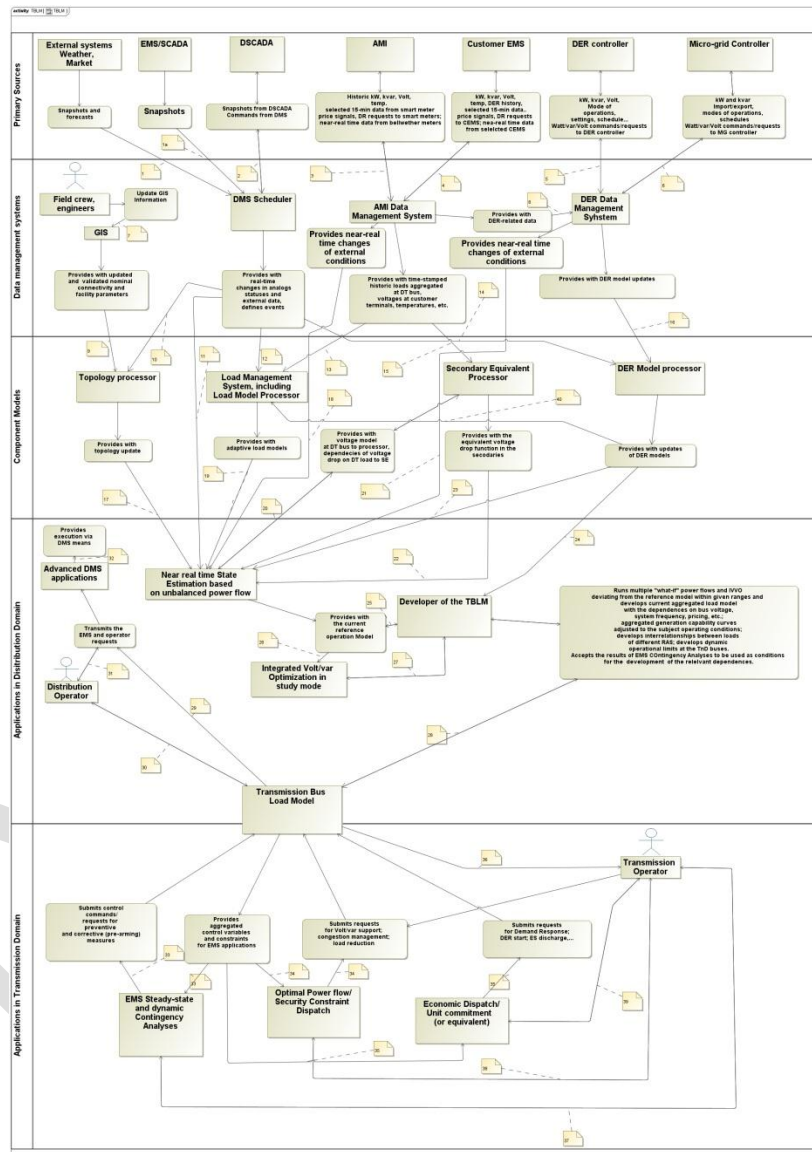 activity TBLM [ TBLM ]
Primary Sources
External systems
Weather,
Market
EMS/SCADA
DSCADA
AMI
Customer EMS
DER controller
Micro-grid Controller
Snapshots and
forecasts
Snapshots
Snapshots from DSCADA
Commands from DMS
Historic kW, kvar, Volt,
temp.
selected 15-min data from smart meter
price signals, DR requests to smart meters;
near-real time data from bellwether meters
kW, kvar, Volt,
temp, DER history,
selected 15-min data..
price signals, DR requests
to CEMS; nea-real time data
from selelcted CEMS
kW, kvar, Volt,
Mode of
operations,
settings, schedule,..
Watt/var/Volt commands/requests
to DER controller
kW and kvar
import/export,
modes of operations,
schedules
Watt/var/Volt commands/requests
to MG controller
Data management systems
Field crew,
engineers
Update GIS
Information
GIS
DMS Scheduler
AMI Data
Management System
Provides with
DER-related data
DER Data
Management
Syhstem
Provides near-real
time changes
of external
conditions
Provides near-real
time changes of external
conditions
Provides with updated
and validated nominal
connectivity and
facility parameters
Provides with
real-time
changes in analogs
statuses and
external data,
defines events
Provides with time-stamped
historic loads aggregated
at DT bus,
voltages at customer
terminals, temperatures, etc.
Provides with DER model updates
Component Models
Topology processor
Load Management
System, including
Load Model Processor
Secondary Equivalent
Processor
DER Model processor
Provides with
topology update
Provides with
adaptive load models
Provides with
voltage model
at DT bus to processor,
dependecies of voltage
drop on DT load to SE
Provides with the
equivalent voltage
drop function in the
secodaries
Provides with updates
of DER models
Applications in Distribution Domain
Provides
execution via
DMS means
Advanced DMS
applications
Near real time State
Estimation based
on unbalanced power flow
Developer of the TBLM
Transmits the
EMS and operator
requests
Provides with
the current
reference
operation Model
Integrated Volt/var
Optimization in
study mode
Distribution
Operator
Runs multiple "what-if" power flows and IVVO
deviating from the reference model within given ranges and
develops current aggregated load model
with the dependences on bus voltage,
system frequency, pricing, etc.;
aggregated generation capability curves
adjusted to the subject operating conditions;
develops interrelationships between loads
of different RAS; develops dynamic
operational limits at the TnD buses.
Accepts the results of EMS COntingency Analyses to be used as conditions
for the development of the relelvant dependences.
Transmission Bus
Load Model
Applications in Transmission Domain
Transmission
Operator
Submits control
commands/
requests for
preventive
and corrective (pre-arming)
measures
Provides
aggregated
control variables
and constraints
for EMS applications
Submits requests
for Volt/var support;
congestion management;
load reduction
Submits requests
for Demand Response;
DER start; ES discharge,...
EMS Steady-state
and dynamic
Contingency
Analyses
Optimal Power flow/
Security Constraint
Dispatch
Economic Dispatch/
Unit commitment
(or equivalent)